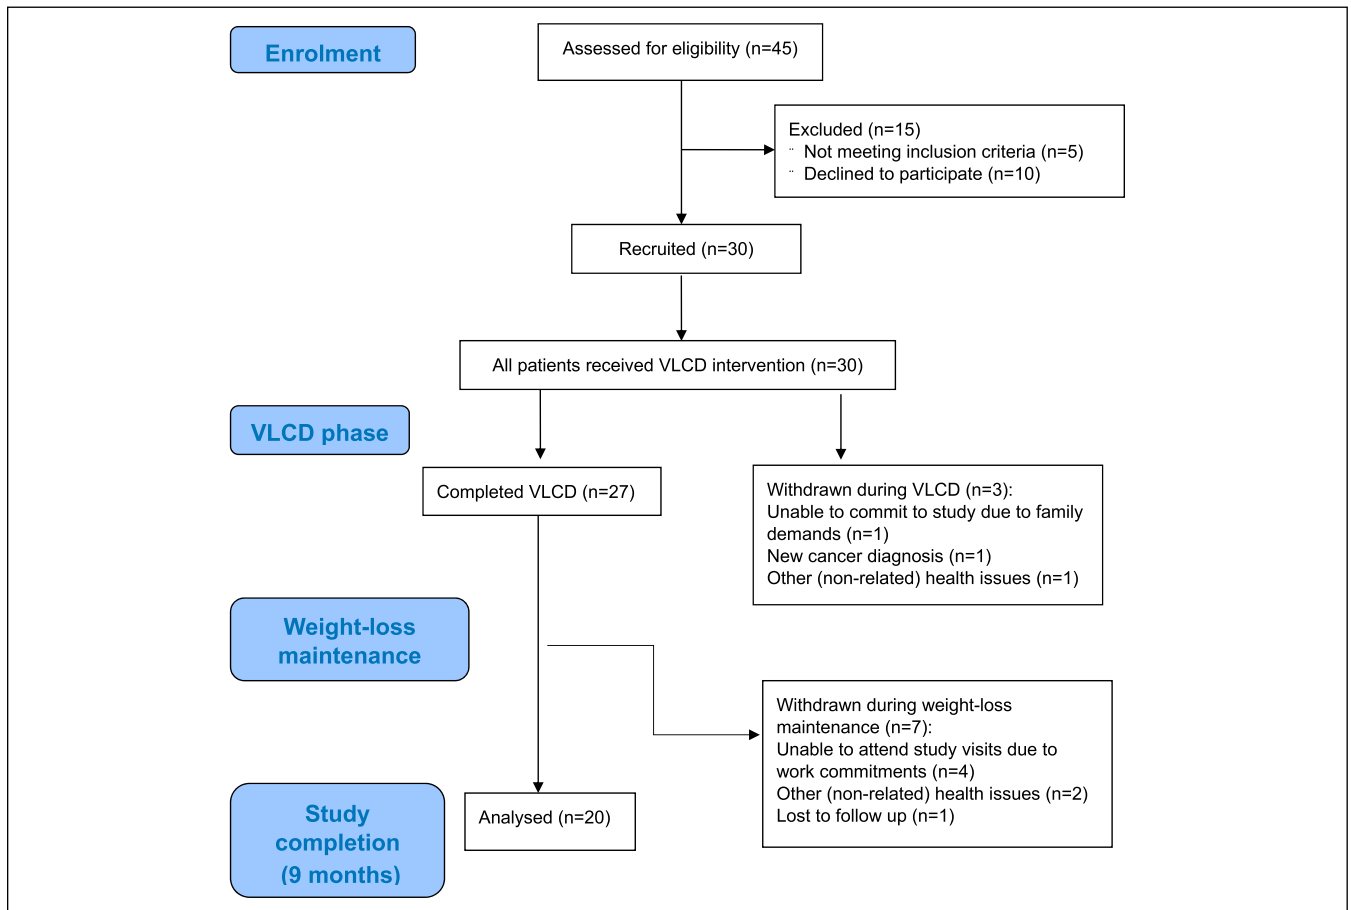 Enrolment
Assessed for eligibility (n=45)
Excluded (n=15)
¨ Not meeting inclusion criteria (n=5)
¨ Declined to participate (n=10)
Recruited (n=30)
All patients received VLCD intervention (n=30)
VLCD phase
Completed VLCD (n=27)
Withdrawn during VLCD (n=3):
Unable to commit to study due to family
demands (n=1)
New cancer diagnosis (n=1)
Other (non-related) health issues (n=1)
Weight-loss
maintenance
Withdrawn during weight-loss
maintenance (n=7):
Unable to attend study visits due to
work commitments (n=4)
Other (non-related) health issues (n=2)
Lost to follow up (n=1)
Study
completion
(9 months)
Analysed (n=20)